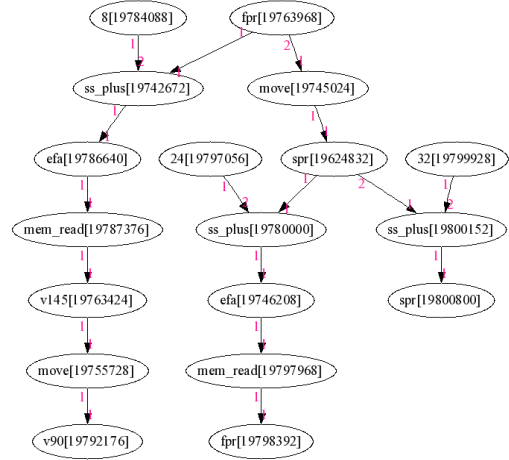 8[19784088] fpr[19763968]
1 1 2
2 1 1
ss_plus[19742672] move[19745024]
1 1
1 1
efa[19786640] 24[19797056] spr[19624832] 32[19799928]
1 1 1 2 1
1 2 1 1 2
mem_read[19787376] ss_plus[19780000] ss_plus[19800152]
1 1 1
1 1 1
v145[19763424] efa[19746208] spr[19800800]
1 1
1 1
move[19755728] mem_read[19797968]
1 1
1 1
v90[19792176] fpr[19798392]